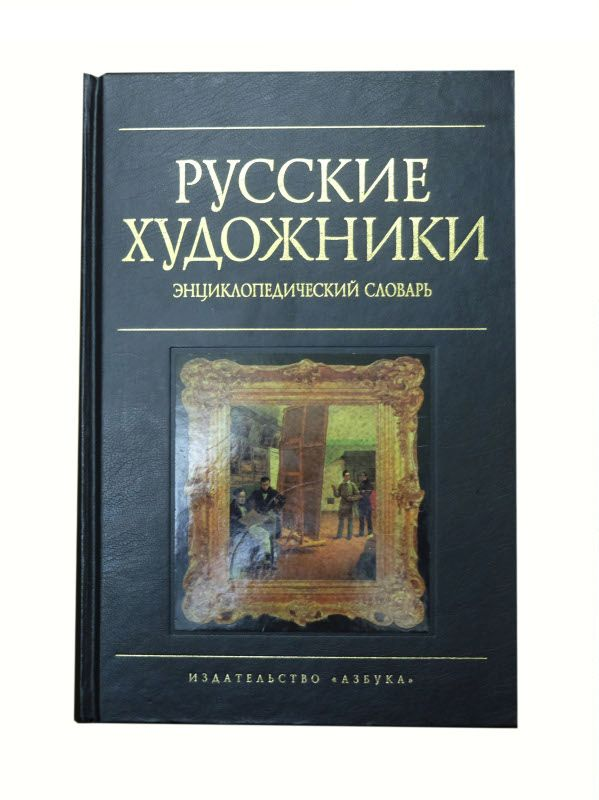 РУССКИЕ
ХУДОЖНИКИ
ЭНЦИКЛОПЕДИЧЕСКИЙ СЛОВАРЬ
ИЗДАТЕЛЬСТВО «АЗБУКА»